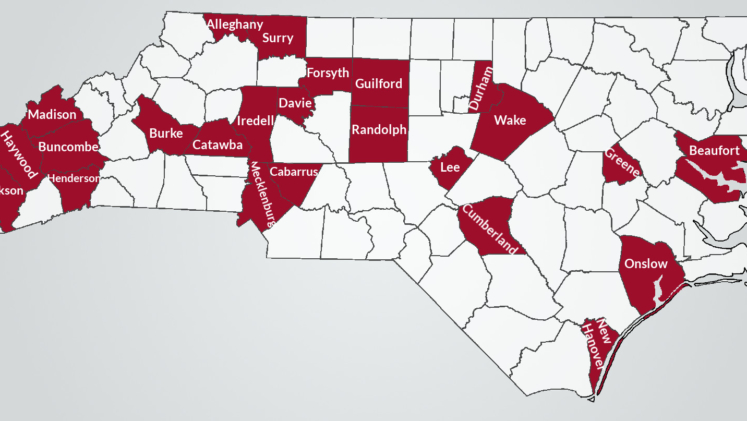 Alleghany
Surry
Forsyth
Guilford
Durham
Madison
Davie
Iredell
Wake
Burke
Randolph
Haywood
Buncombe
Catawba
Beaufort
Greene
Lee
Cabarrus
Mecklenburg
Henderson
kson
Cumberland
Onslow
New
Hanover